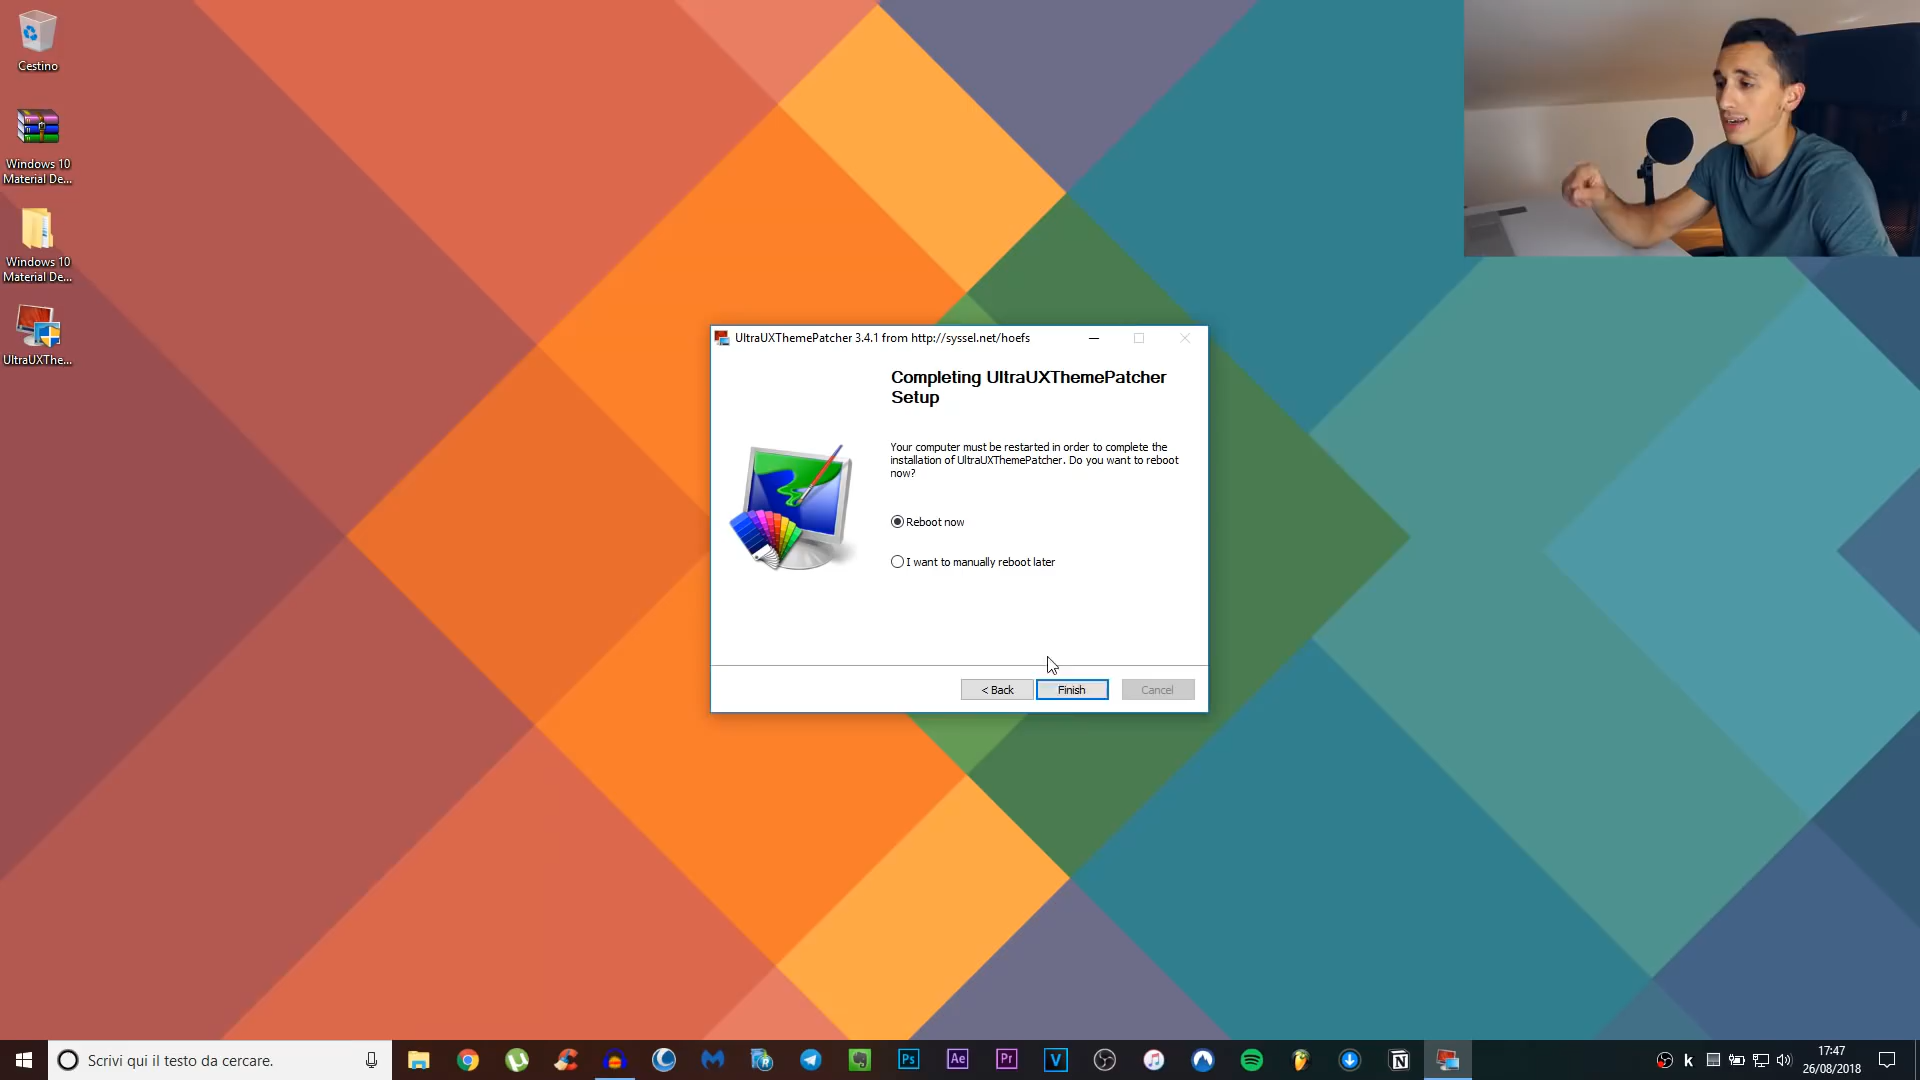 Cestino
Windows 10
Material De...
Windows 10
Material De...
UltraUXThe...
UltraUXThemePatcher 3.4.1 from http://syssel.net/hoefs
Completing UltraUXThemePatcher
Setup
Your computer must be restarted in order to complete the
installation of UltraUXThemePatcher. Do you want to reboot
now?
Reboot now
I want to manually reboot later
< Back
Finish
Cancel
Scrivi qui il testo da cercare.
Ps
Ae
Pr
V
N
k
17:47
26/08/2018